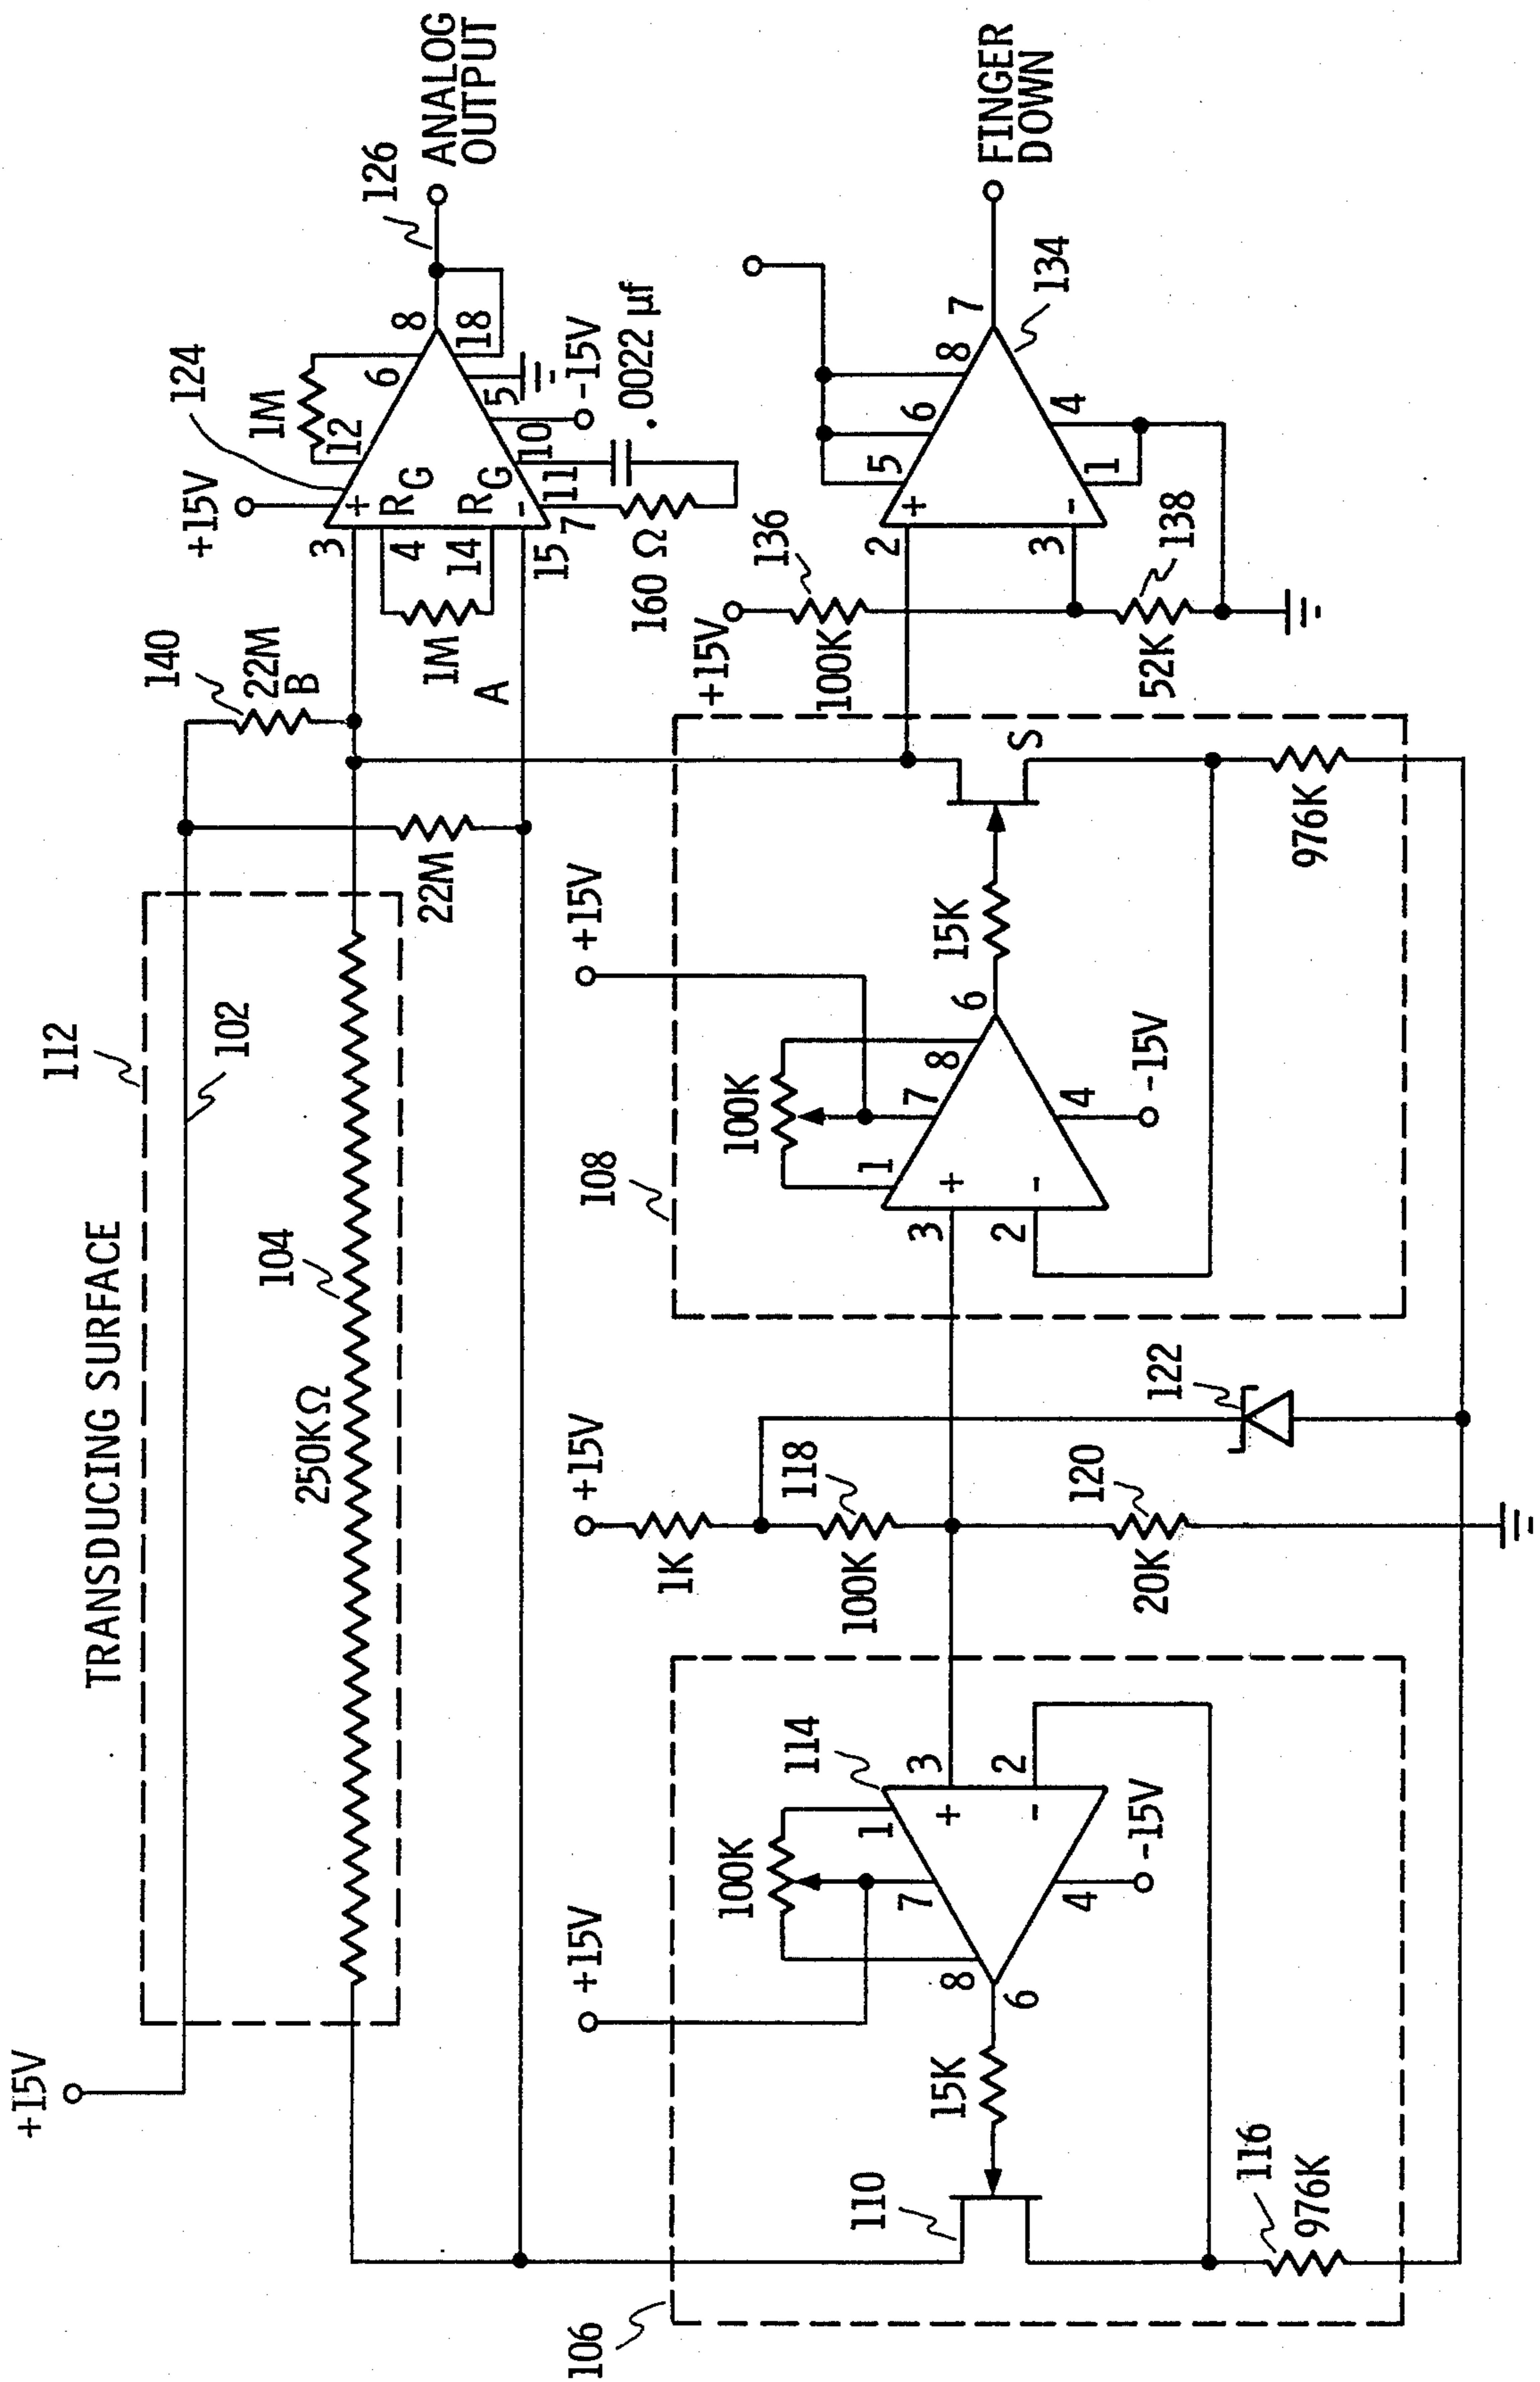 TRANSDUCING SURFACE
112
+15V
102
104
250KΩ
140
22M
B
22M
A
+15V
124
1M
12
6
8
126
ANALOG
OUTPUT
3
+
RG
4
1M
14
RG
-
15
7
11
10
5
18
-15V
160 Ω
.0022 µf
106
+15V
100K
8
7
1
114
3
+
2
-
4
-15V
6
15K
110
116
976K
+15V
1K
118
100K
120
20K
122
108
+15V
100K
1
7
8
3
+
2
-
4
-15V
6
15K
S
976K
+15V
136
100K
52K
138
2
+
3
-
5
6
8
1
4
7
134
FINGER
DOWN